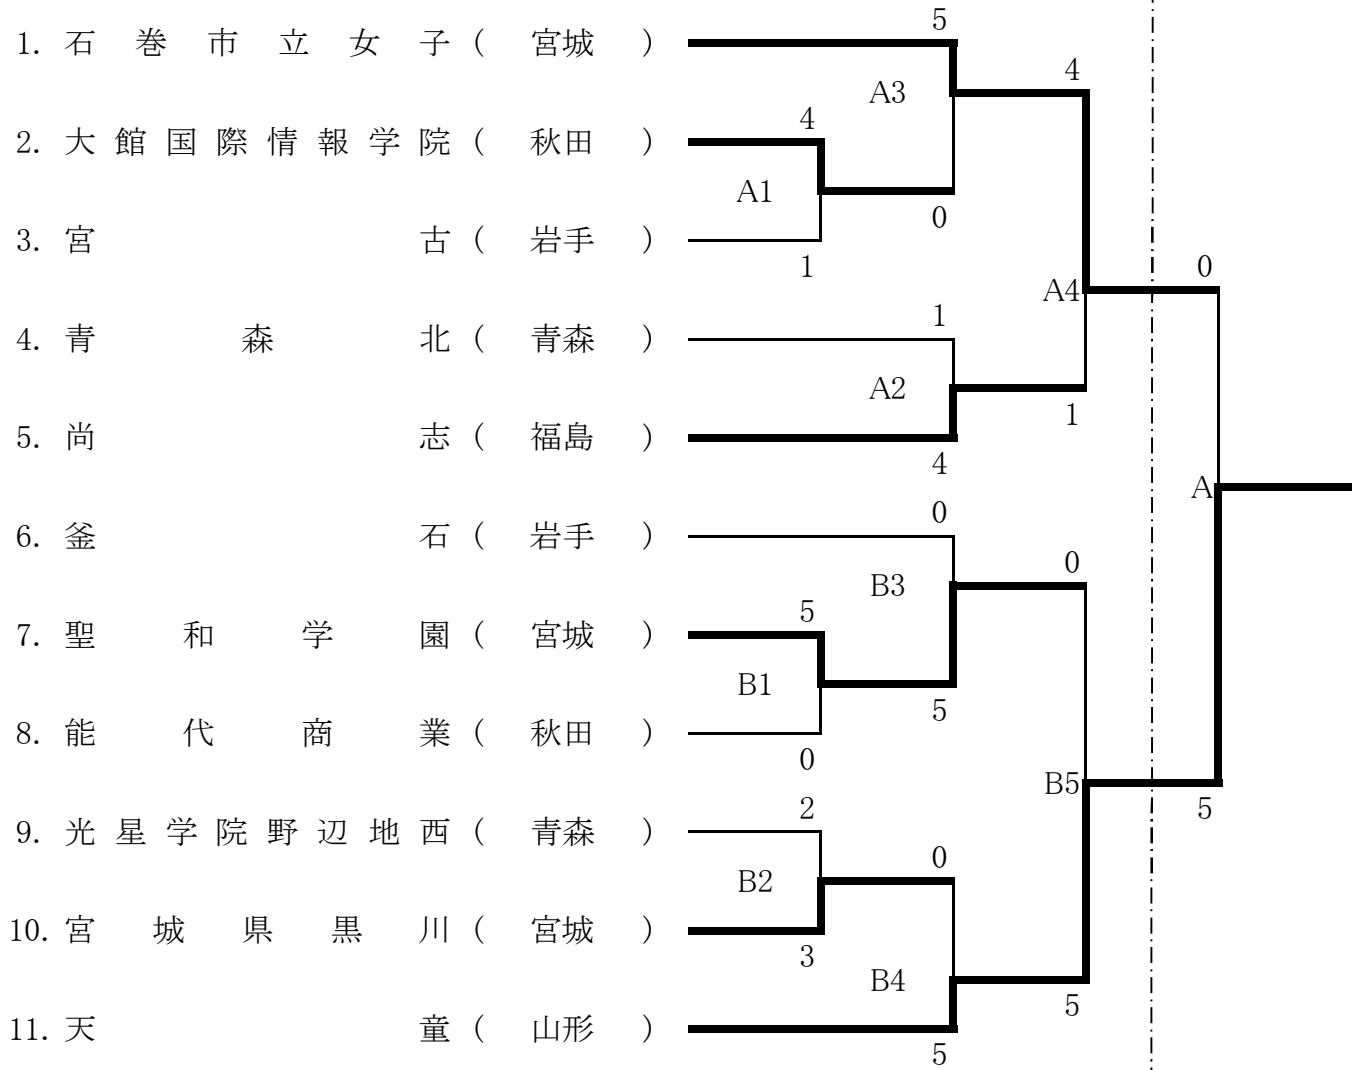 5
1. 石巻市立女子 ( 宮城 )
4
A3
4
2. 大館国際情報学院 ( 秋田 )
A1
0
3. 宮古 ( 岩手 )
1
0
A4
1
4. 青森北 ( 青森 )
A2
1
5. 尚志 ( 福島 )
4
A
0
6. 釜石 ( 岩手 )
0
B3
5
7. 聖和学園 ( 宮城 )
B1
5
8. 能代商業 ( 秋田 )
0
B5
2
5
9. 光星学院野辺地西 ( 青森 )
0
B2
10. 宮城県黒川 ( 宮城 )
3
B4
5
11. 天童 ( 山形 )
5